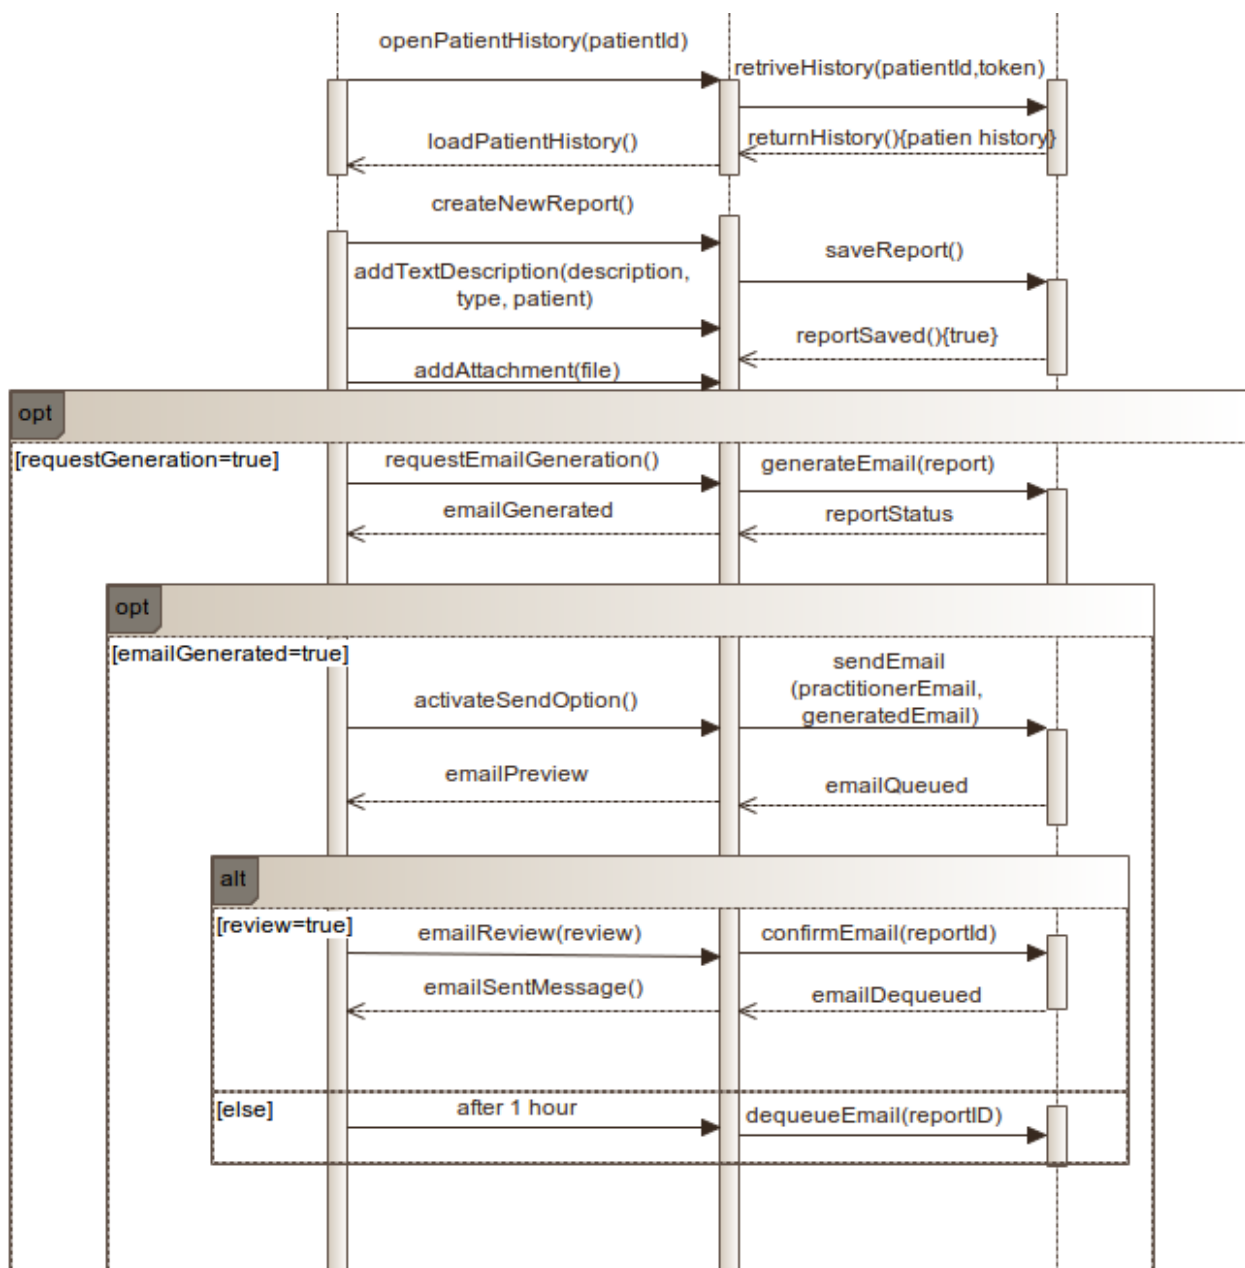 openPatientHistory(patientId)
retriveHistory(patientId,token)
loadPatientHistory()
returnHistory(){patien history}
createNewReport()
saveReport()
addTextDescription(description,
type, patient)
reportSaved(){true}
addAttachment(file)
opt
[requestGeneration=true]
requestEmailGeneration()
generateEmail(report)
emailGenerated
reportStatus
opt
[emailGenerated=true]
sendEmail
(practitionerEmail,
generatedEmail)
activateSendOption()
emailPreview
emailQueued
alt
[review=true]
emailReview(review)
confirmEmail(reportId)
emailSentMessage()
emailDequeued
[else]
after 1 hour
dequeueEmail(reportID)